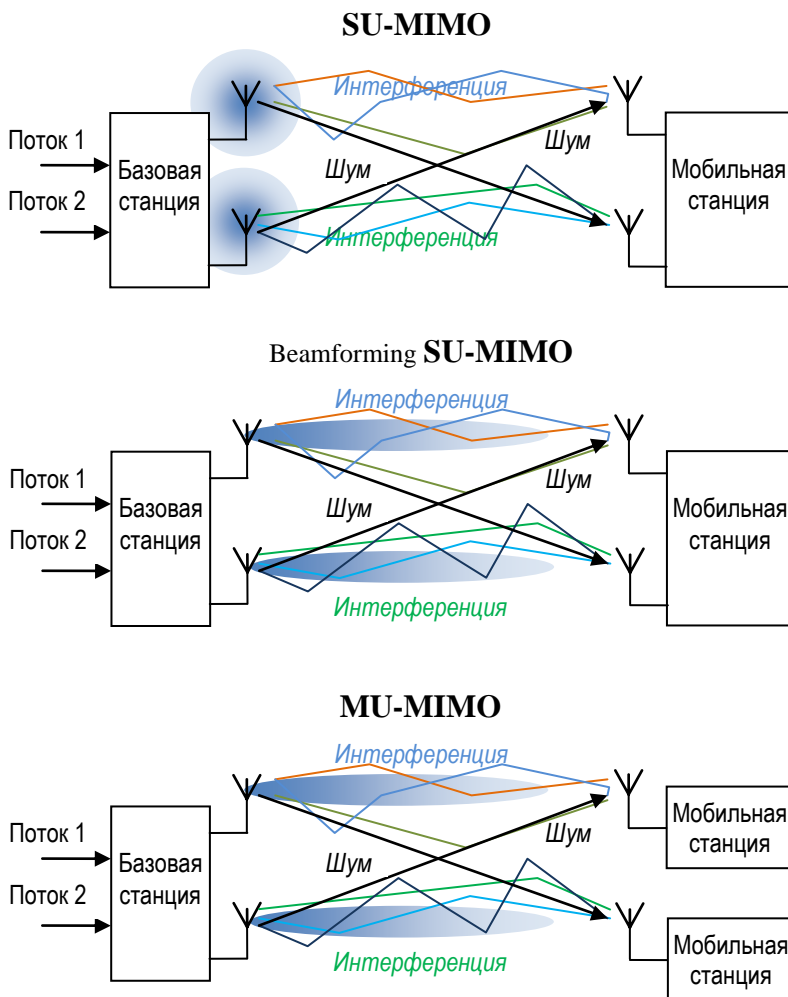 SU-MIMO
Интерференция
Поток 1
Поток 2
Базовая
станция
Шум
Шум
Мобильная
станция
Интерференция
Beamforming SU-MIMO
Интерференция
Поток 1
Поток 2
Базовая
станция
Шум
Шум
Мобильная
станция
Интерференция
MU-MIMO
Интерференция
Поток 1
Поток 2
Базовая
станция
Шум
Шум
Мобильная
станция
Мобильная
станция
Интерференция